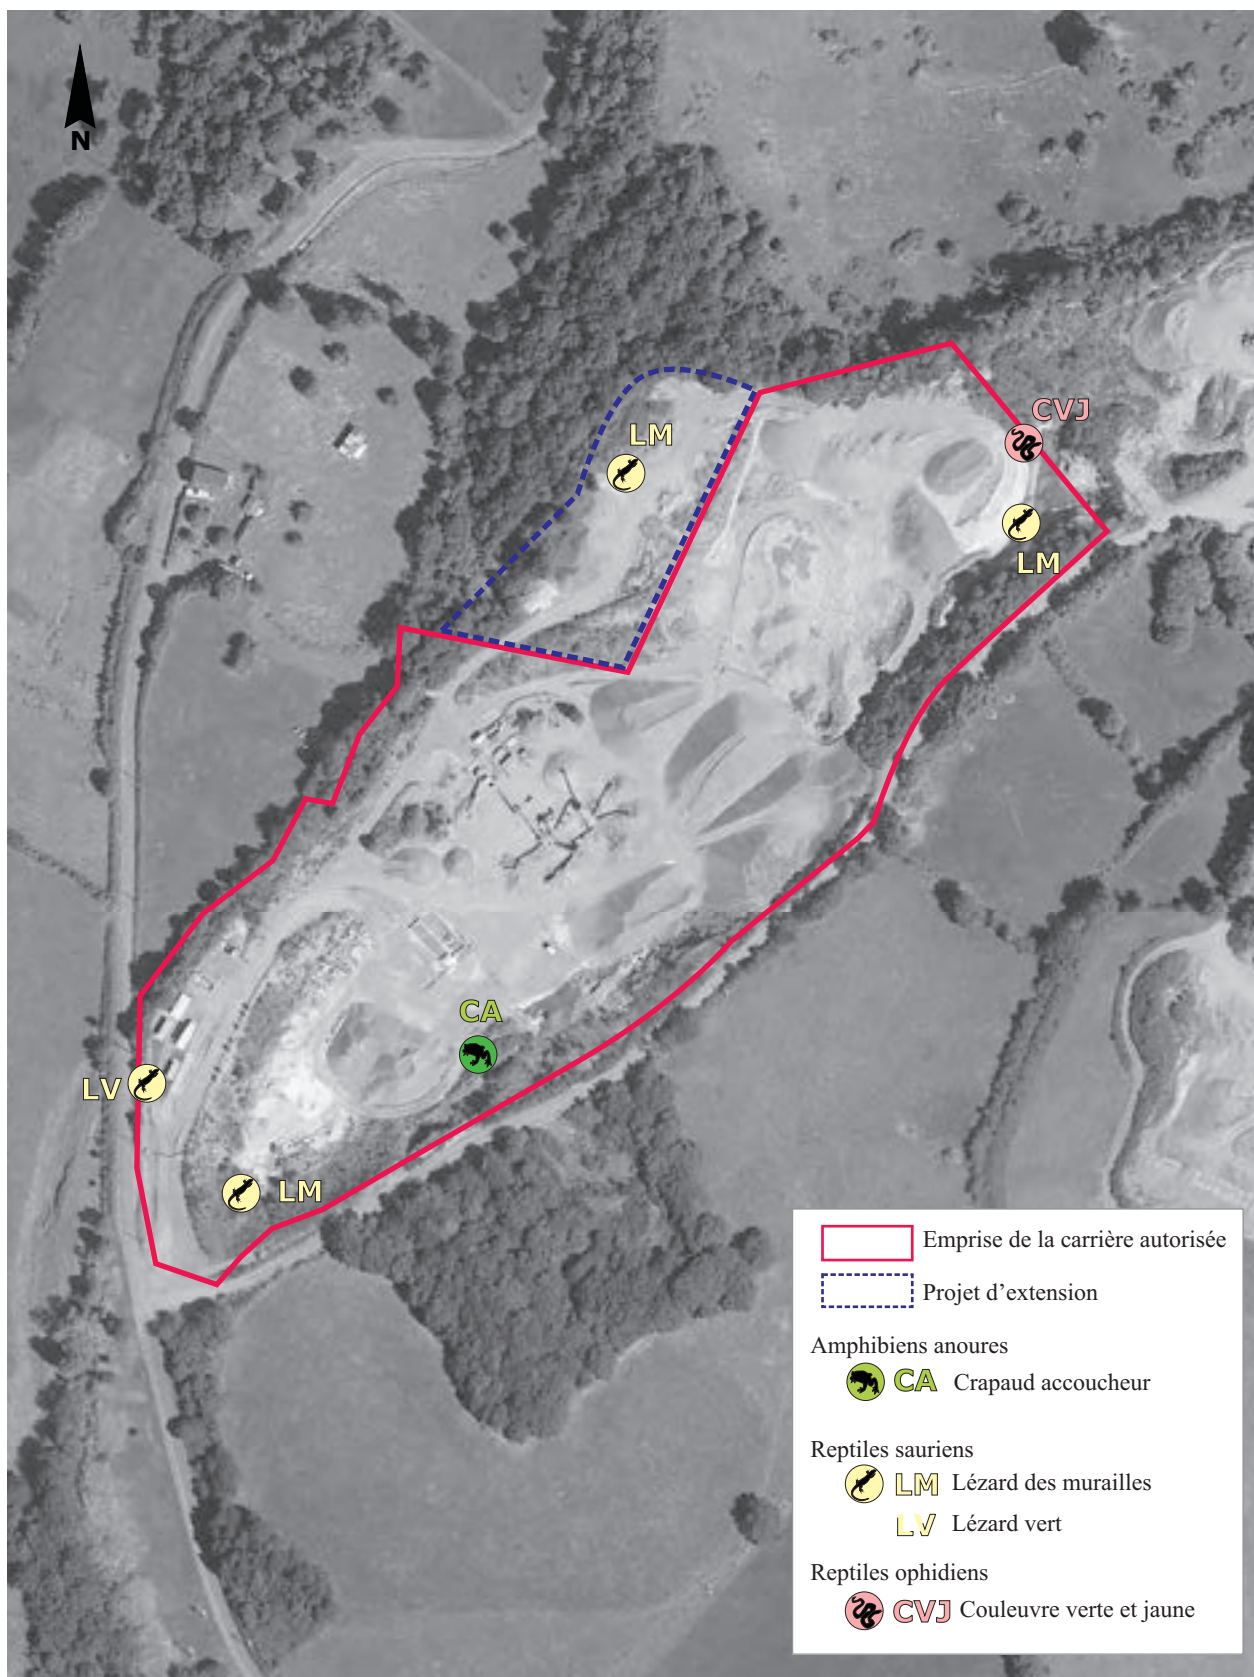 N
CVJ
LM
LM
CA
LV
LM
Emprise de la carrière autorisée
Projet d’extension
Amphibiens anoures
CA Crapaud accoucheur
Reptiles sauriens
LM Lézard des murailles
LV Lézard vert
Reptiles ophidiens
CVJ Couleuvre verte et jaune